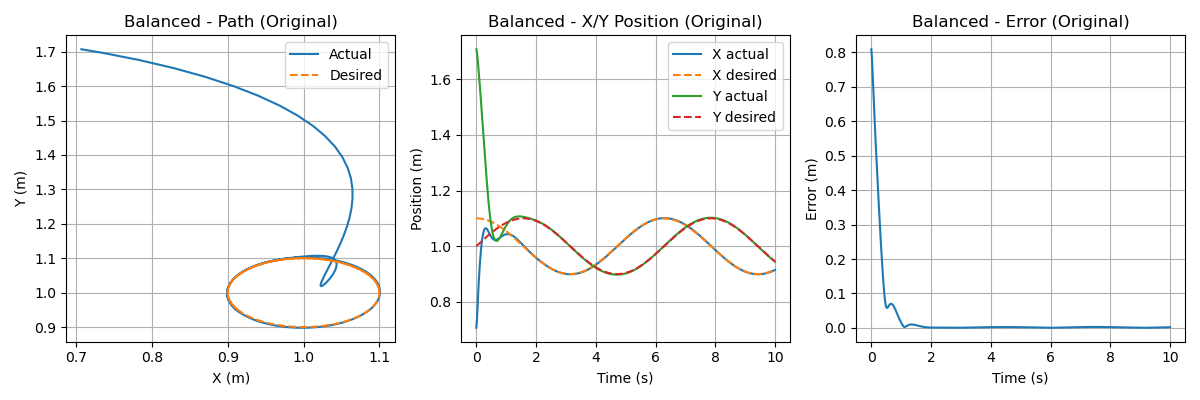 Balanced - Path (Original)
Actual
Desired
1.7
1.6
1.5
1.4
1.3
1.2
1.1
1.0
0.9
Y (m)
0.7
0.8
0.9
1.0
1.1
X (m)
Balanced - X/Y Position (Original)
X actual
X desired
Y actual
Y desired
1.6
1.4
1.2
1.0
0.8
Position (m)
0
2
4
6
8
10
Time (s)
Balanced - Error (Original)
0.8
0.7
0.6
0.5
0.4
0.3
0.2
0.1
0.0
Error (m)
0
2
4
6
8
10
Time (s)